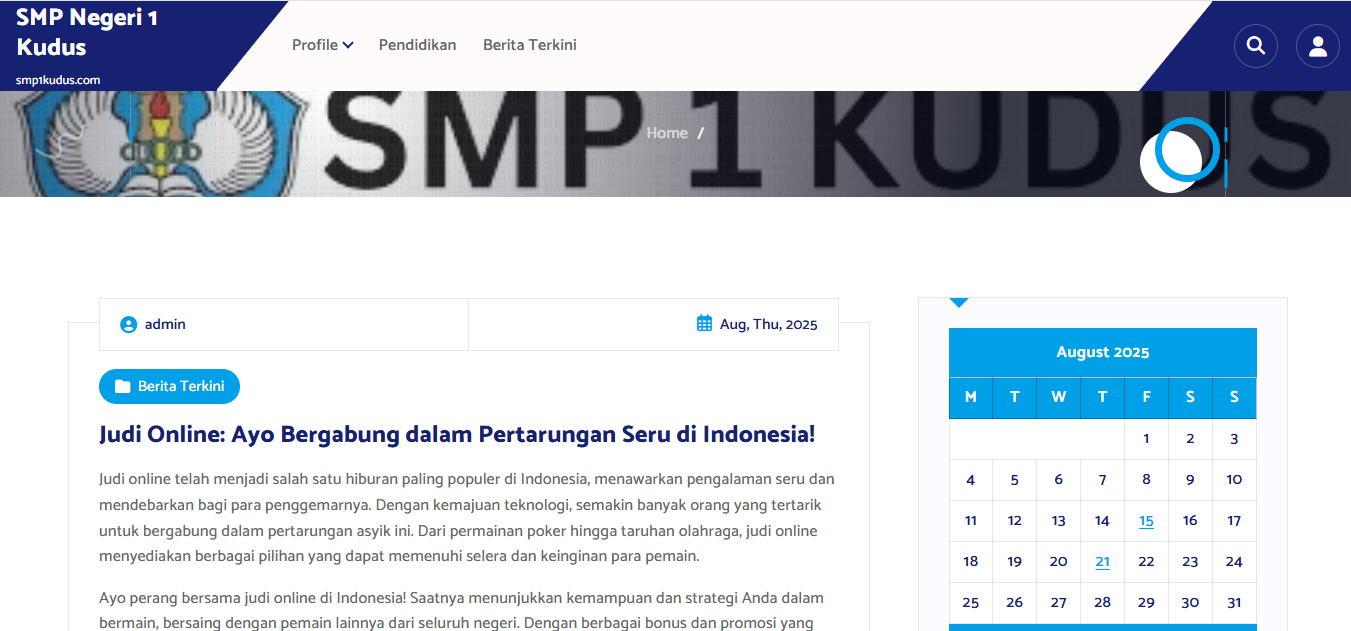 SMP Negeri 1
Kudus
smp1kudus.com
Profile
Pendidikan
Berita Terkini
SMP 1 KUDUS
Home /
admin
Aug, Thu, 2025
Berita Terkini
Judi Online: Ayo Bergabung dalam Pertarungan Seru di Indonesia!
Judi online telah menjadi salah satu hiburan paling populer di Indonesia, menawarkan pengalaman seru dan
mendebarkan bagi para penggemarnya. Dengan kemajuan teknologi, semakin banyak orang yang tertarik
untuk bergabung dalam pertarungan asyik ini. Dari permainan poker hingga taruhan olahraga, judi online
menyediakan berbagai pilihan yang dapat memenuhi selera dan keinginan para pemain.
Ayo perang bersama judi online di Indonesia! Saatnya menunjukkan kemampuan dan strategi Anda dalam
bermain, bersaing dengan pemain lainnya dari seluruh negeri. Dengan berbagai bonus dan promosi yang
August 2025
M T W T F S S
1 2 3
4 5 6 7 8 9 10
11 12 13 14 15 16 17
18 19 20 21 22 23 24
25 26 27 28 29 30 31